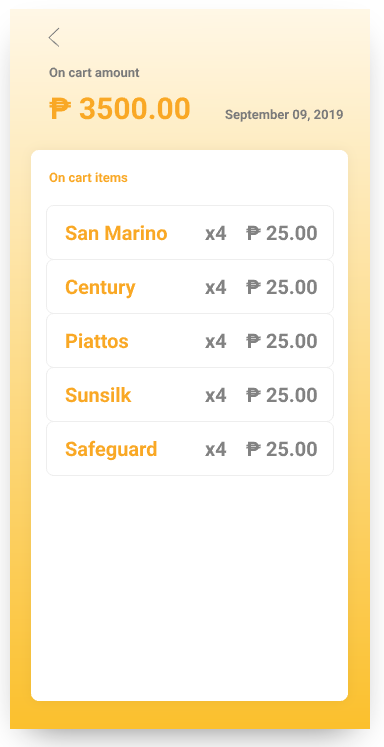 On cart amount
₱ 3500.00
September 09, 2019
On cart items
San Marino x4 ₱ 25.00
Century x4 ₱ 25.00
Piattos x4 ₱ 25.00
Sunsilk x4 ₱ 25.00
Safeguard x4 ₱ 25.00